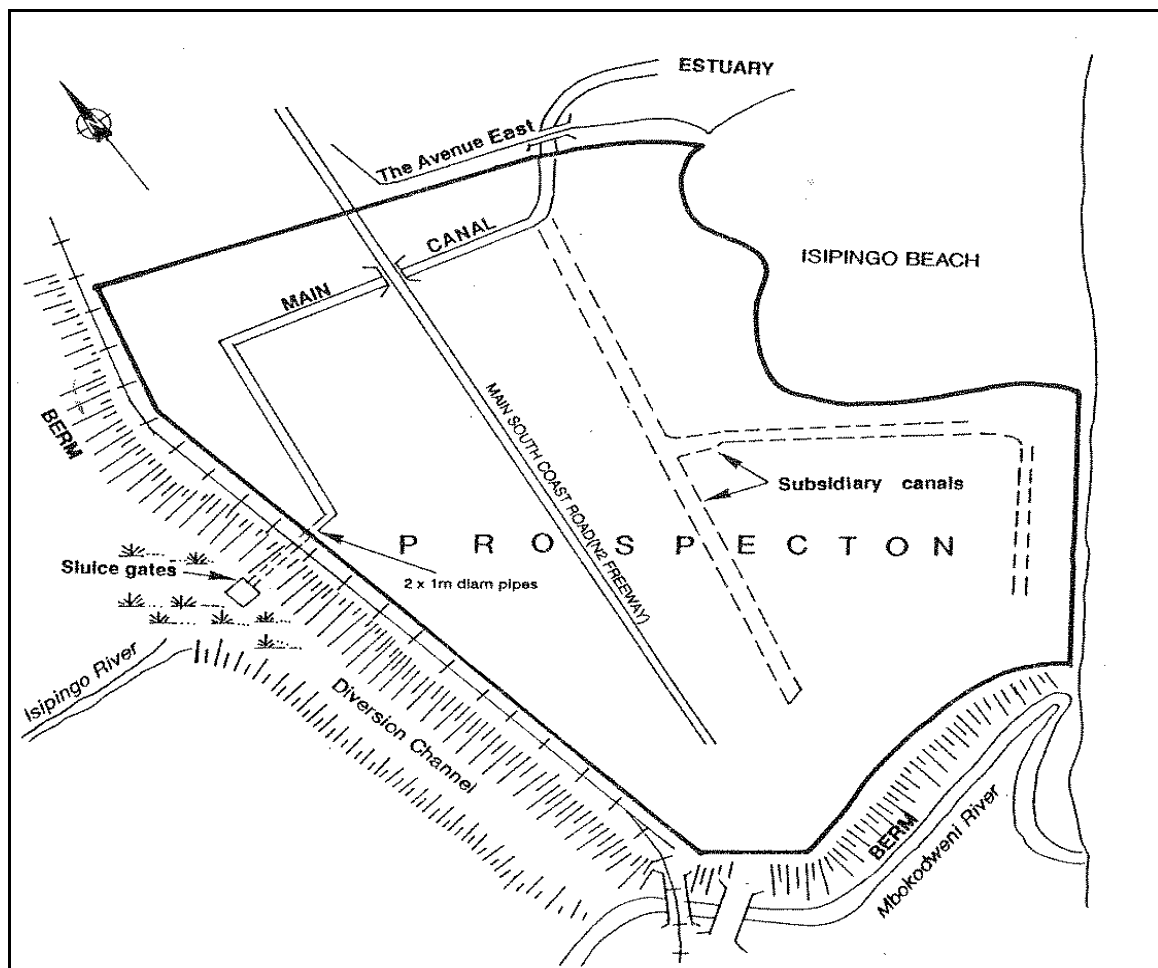 ESTUARY
The Avenue East
CANAL
MAIN
ISIPINGO BEACH
BERM
MAIN SOUTH COAST ROAD(N2 FREEWAY)
Subsidiary canals
PROSPECTON
Sluice gates
2 x 1m diam pipes
Isipingo River
Diversion Channel
BERM
Mbokodweni River